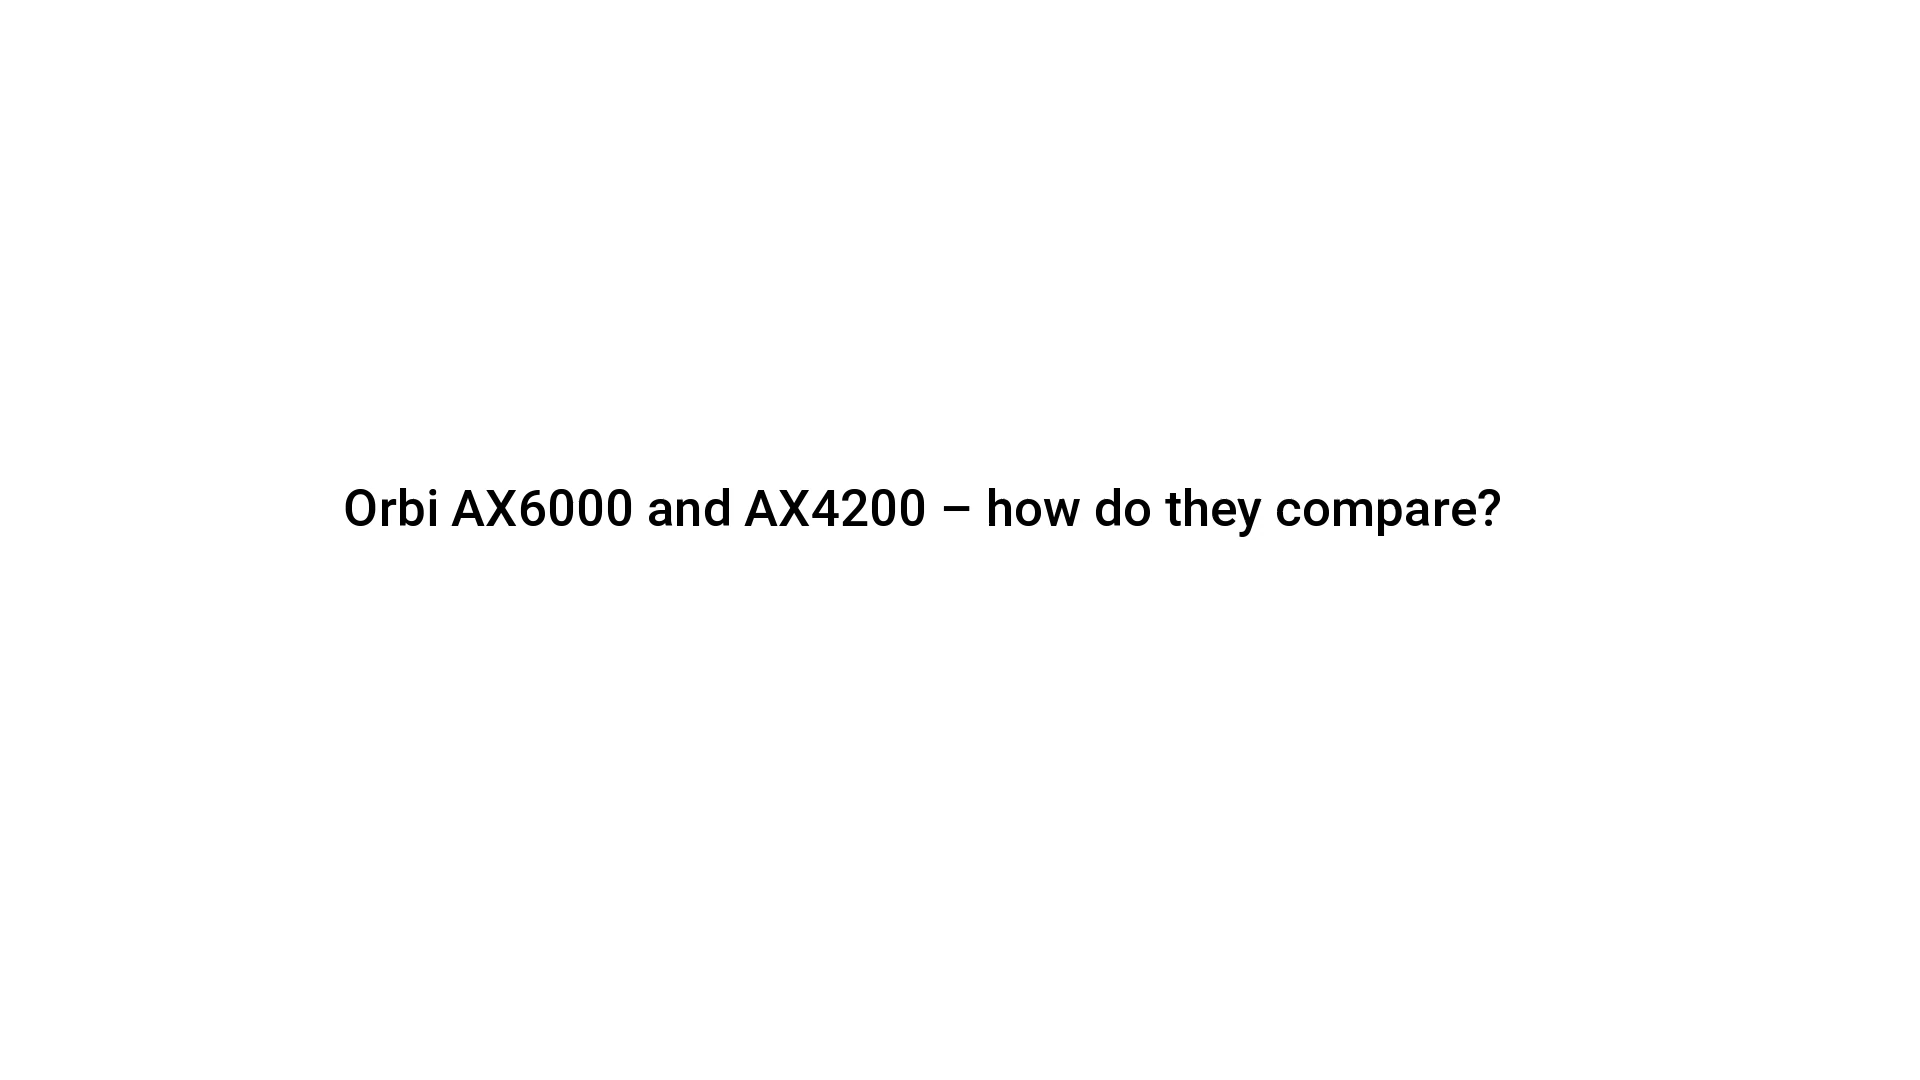 Orbi AX6000 and AX4200 – how do they compare?